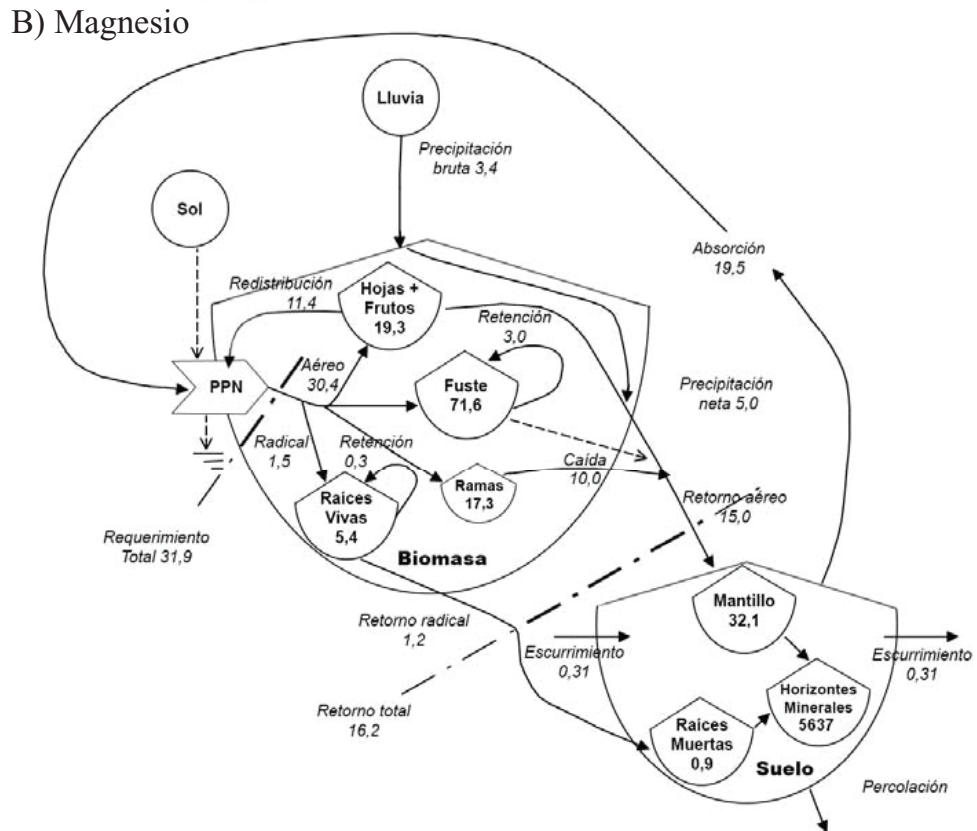 B) Magnesio
Lluvia
Precipitación
bruta 3,4
Sol
Absorción
19,5
Redistribución
11,4
Hojas +
Frutos
19,3
Retención
3,0
Aéreo
30,4
PPN
Fuste
71,6
Precipitación
neta 5,0
Radical
1,5
Retención
0,3
Caída
10,0
Ramas
17,3
Raices
Vivas
5,4
Retorno aéreo
15,0
Requerimiento
Total 31,9
Biomasa
Mantillo
32,1
Retorno radical
1,2
Escurrimiento
0,31
Escurrimiento
0,31
Horizontes
Minerales
5637
Retorno total
16,2
Raices
Muertas
0,9
Suelo
Percolación